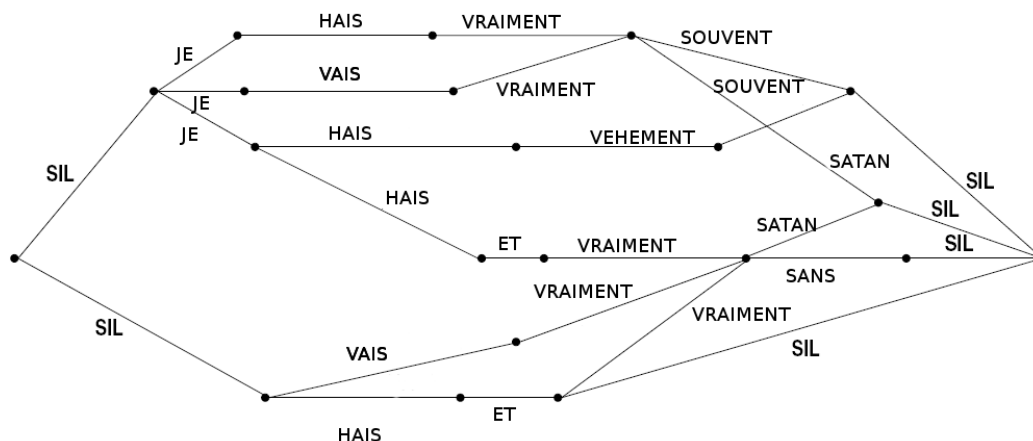 HAIS
VRAIMENT
SOUVENT
JE
VAIS
VRAIMENT
SOUVENT
JE
JE
HAIS
VEHEMENT
SATAN
SIL
SIL
HAIS
SIL
SATAN
ET
VRAIMENT
SIL
SANS
VRAIMENT
VRAIMENT
SIL
VAIS
SIL
ET
HAIS